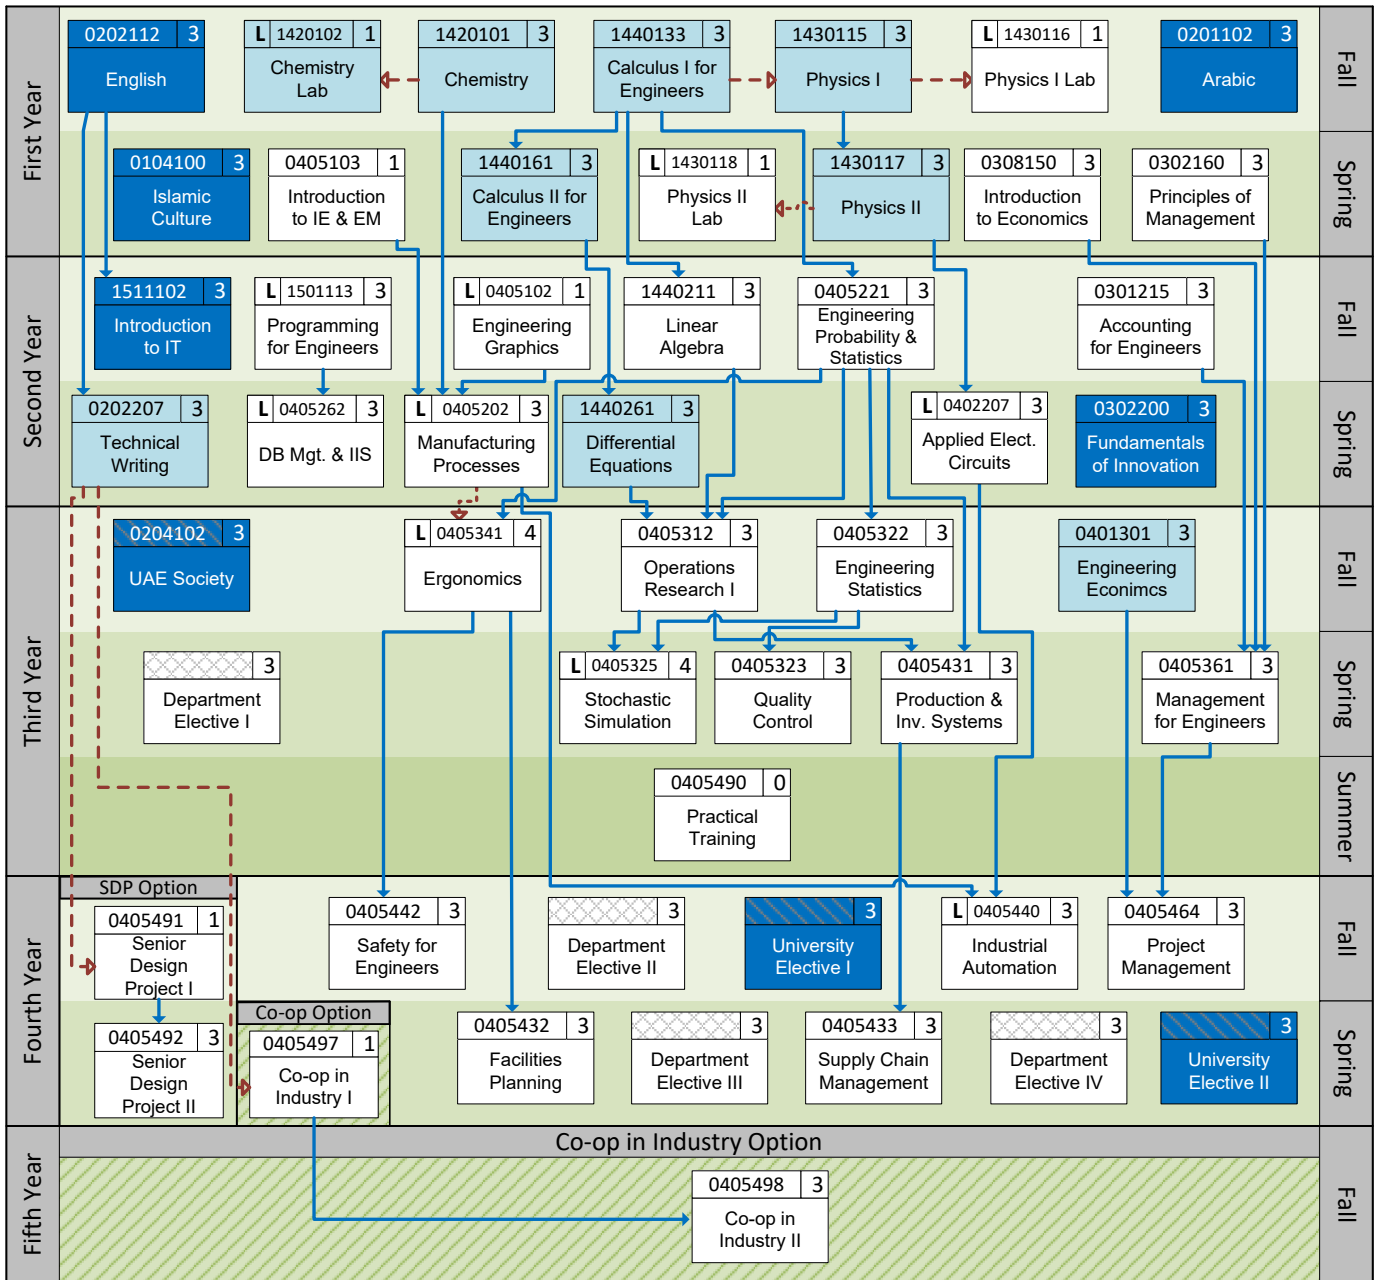 First Year
Fall
0202112 3
English
L 1420102 1
Chemistry
Lab
1420101 3
Chemistry
1440133 3
Calculus I for
Engineers
1430115 3
Physics I
L 1430116 1
Physics I Lab
0201102 3
Arabic
Spring
0104100 3
Islamic
Culture
0405103 1
Introduction
to IE & EM
1440161 3
Calculus II for
Engineers
L 1430118 1
Physics II
Lab
1430117 3
Physics II
0308150 3
Introduction
to Economics
0302160 3
Principles of
Management
Second Year
Fall
1511102 3
Introduction
to IT
L 1501113 3
Programming
for Engineers
L 0405102 1
Engineering
Graphics
1440211 3
Linear
Algebra
0405221 3
Engineering
Probability &
Statistics
0301215 3
Accounting
for Engineers
Spring
0202207 3
Technical
Writing
L 0405262 3
DB Mgt. & IIS
L 0405202 3
Manufacturing
Processes
1440261 3
Differential
Equations
L 0402207 3
Applied Elect.
Circuits
0302200 3
Fundamentals
of Innovation
Third Year
Fall
0204102 3
UAE Society
L 0405341 4
Ergonomics
0405312 3
Operations
Research I
0405322 3
Engineering
Statistics
0401301 3
Engineering
Econimcs
Spring
3
Department
Elective I
L 0405325 4
Stochastic
Simulation
0405323 3
Quality
Control
0405431 3
Production &
Inv. Systems
0405361 3
Management
for Engineers
Summer
0405490 0
Practical
Training
Fourth Year
Fall
SDP Option
0405491 1
Senior
Design
Project I
0405442 3
Safety for
Engineers
3
Department
Elective II
3
University
Elective I
L 0405440 3
Industrial
Automation
0405464 3
Project
Management
Spring
0405492 3
Senior
Design
Project II
Co-op Option
0405497 1
Co-op in
Industry I
0405432 3
Facilities
Planning
3
Department
Elective III
0405433 3
Supply Chain
Management
3
Department
Elective IV
3
University
Elective II
Fifth Year
Fall
Co-op in Industry Option
0405498 3
Co-op in
Industry II